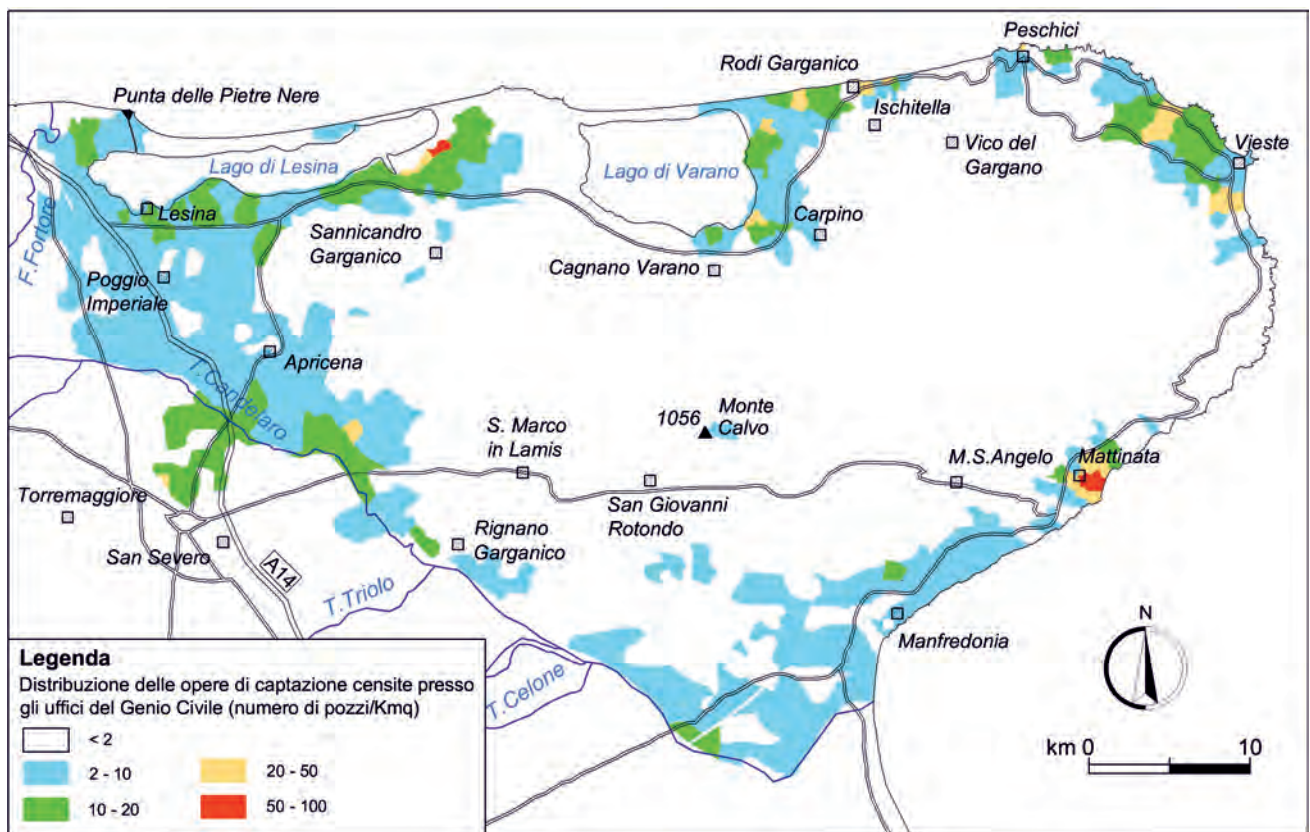 Peschici
Rodi Garganico
Punta delle Pietre Nere
Ischitella
Vico del
Gargano
Vieste
Lago di Lesina
Lago di Varano
Lesina
Carpino
Sannicandro
Garganico
F.Fortore
Cagnano Varano
Poggio
Imperiale
Apricena
T.Candelaro
1056
Monte
Calvo
S. Marco
in Lamis
M.S.Angelo
Mattinata
Torremaggiore
San Giovanni
Rotondo
San Severo
Rignano
Garganico
A14
T.Triolo
Manfredonia
N
T.Celone
Legenda
Distribuzione delle opere di captazione censite presso
gli uffici del Genio Civile (numero di pozzi/Kmq)
< 2
2 - 10
20 - 50
10 - 20
50 - 100
km 0
10